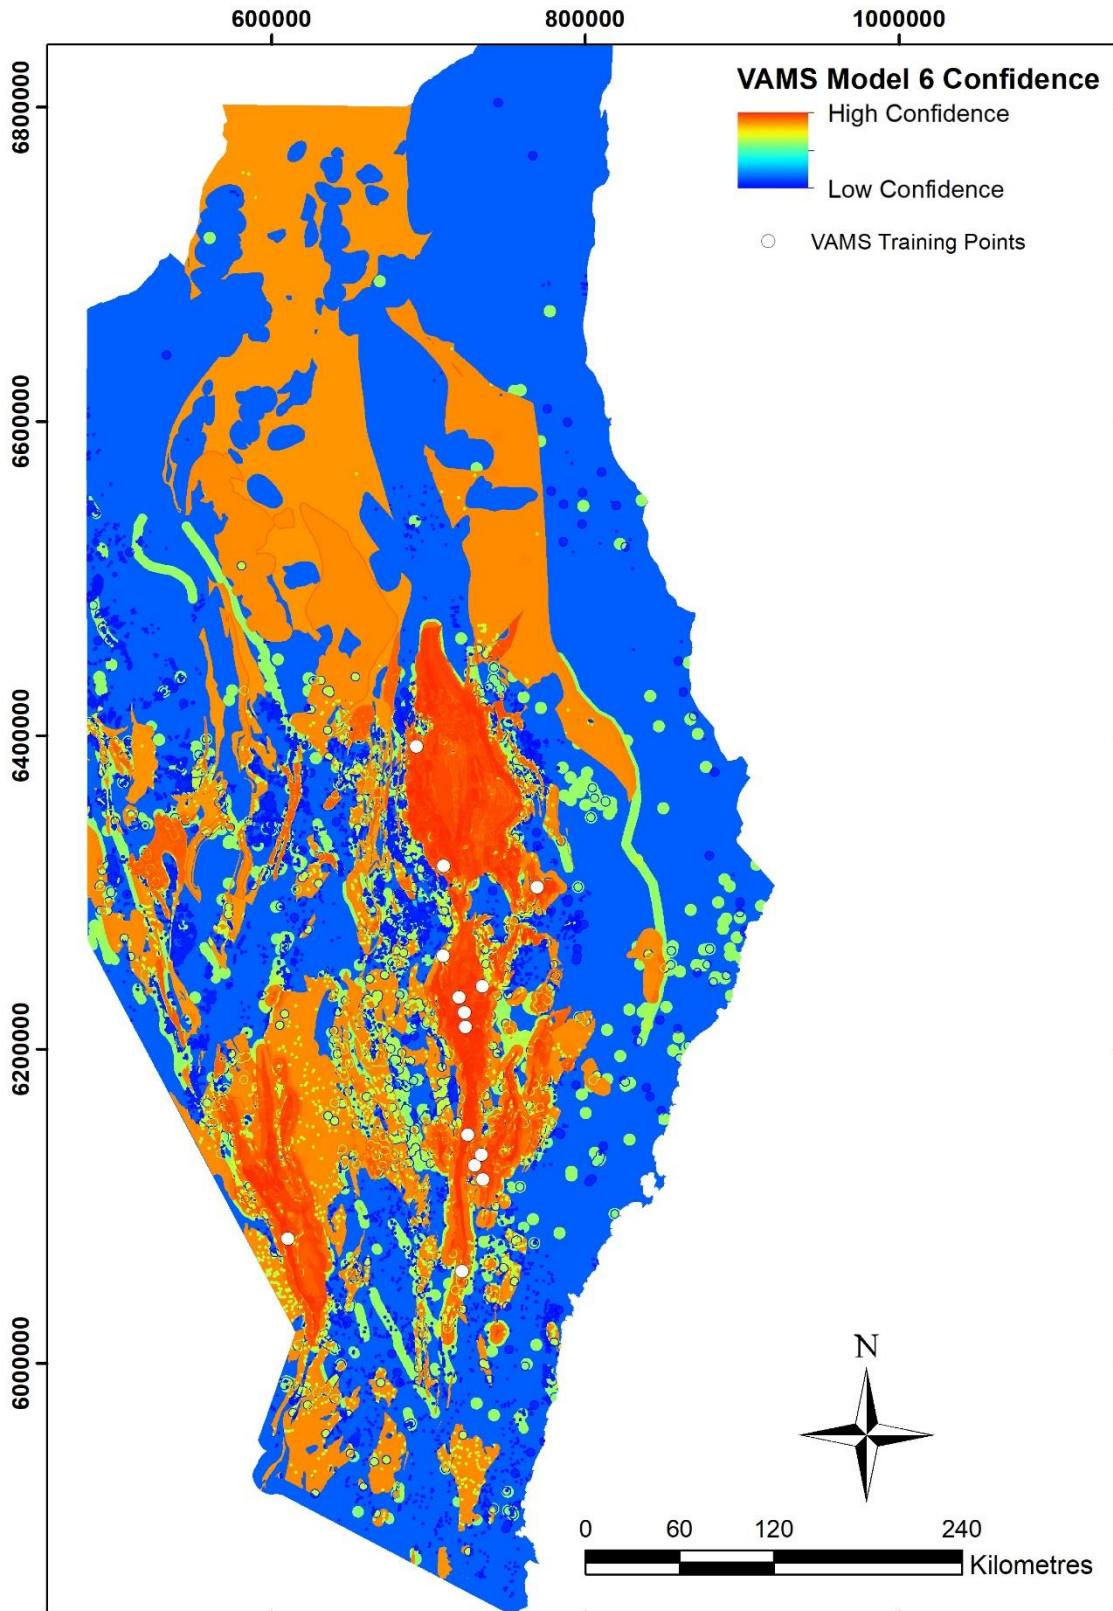 600000 800000 1000000
VAMS Model 6 Confidence
High Confidence
Low Confidence
VAMS Training Points
6800000
6600000
6400000
6200000
6000000
N
0 60 120 240
Kilometres